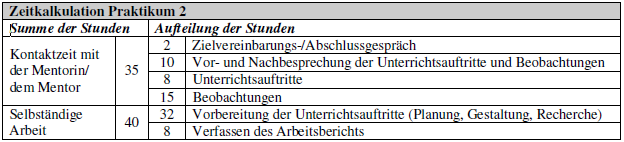 Zeitkalkulation Praktikum 2
Summe der Stunden Aufteilung der Stunden
Kontaktzeit mit der Mentorin/ dem Mentor 35
2 Zielvereinbarungs-/Abschlussgespräch
10 Vor- und Nachbesprechung der Unterrichtsauftritte und Beobachtungen
8 Unterrichtsauftritte
15 Beobachtungen
Selbständige Arbeit 40
32 Vorbereitung der Unterrichtsauftritte (Planung, Gestaltung, Recherche)
8 Verfassen des Arbeitsberichts